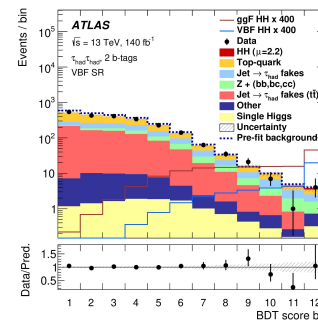 Events / bin
ATLAS
√s = 13 TeV, 140 fb⁻¹
τhadτhad, 2 b-tags
VBF SR
ggF HH x 400
VBF HH x 400
Data
HH (μ=2.2)
Top-quark
Jet → τhad fakes
Z + (bb,bc,cc)
Jet → τhad fakes (tt̄)
Other
Single Higgs
Uncertainty
Pre-fit background
10⁶
10⁵
10⁴
10³
10²
10
1
Data/Pred.
1.5
1
0.5
1 2 3 4 5 6 7 8 9 10 11 12
BDT score b